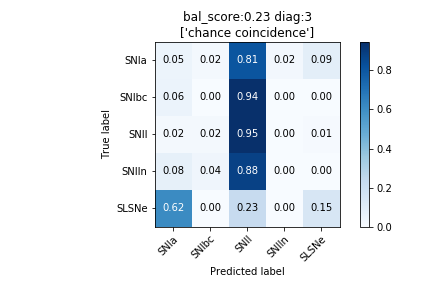 bal_score:0.23 diag:3
['chance coincidence']
SNIa 0.05 0.02 0.81 0.02 0.09
SNIbc 0.06 0.00 0.94 0.00 0.00
SNII 0.02 0.02 0.95 0.00 0.01
SNIIn 0.08 0.04 0.88 0.00 0.00
SLSNe 0.62 0.00 0.23 0.00 0.15
SNIa SNIbc SNII SNIIn SLSNe
True label
Predicted label
0.8
0.6
0.4
0.2
0.0